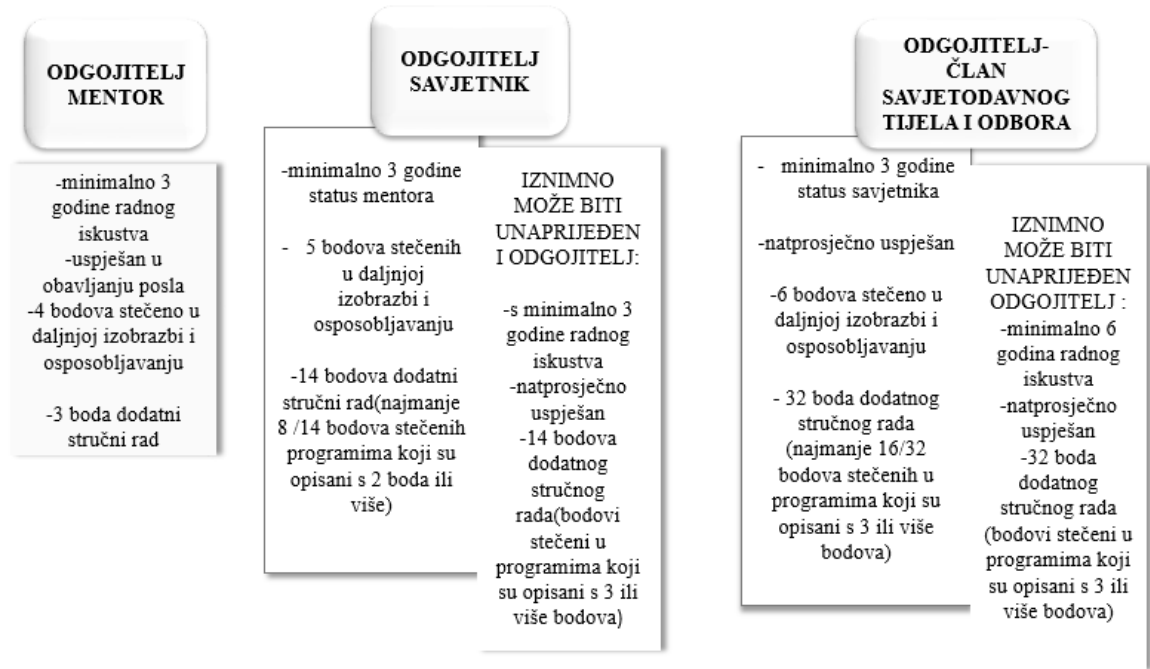 ODGOJITELJ
MENTOR
-minimalno 3
godine radnog
iskustva
-uspješan u
obavljanju posla
-4 bodova stečeno u
daljnjoj izobrazbi i
osposobljavanju
-3 boda dodatni
stručni rad
ODGOJITELJ
SAVJETNIK
-minimalno 3 godine
status mentora
- 5 bodova stečenih
u daljnjoj
izobrazbi i
osposobljavanju
-14 bodova dodatni
stručni rad(najmanje
8 /14 bodova stečenih
programima koji su
opisani s 2 boda ili
više)
IZNIMNO
MOŽE BITI
UNAPRIJEĐEN
I ODGOJITELJ:
-s minimalno 3
godine radnog
iskustva
-natprosječno
uspješan
-14 bodova
dodatnog
stručnog
rada(bodovi
stečeni u
programima koji
su opisani s 3 ili
više bodova)
ODGOJITELJ-
ČLAN
SAVJETODAVNOG
TIJELA I ODBORA
- minimalno 3 godine
status savjetnika
-natprosječno uspješan
-6 bodova stečeno u
daljnjoj izobrazbi i
osposobljavanju
- 32 boda dodatnog
stručnog rada
(najmanje 16/32
bodova stečenih u
programima koji su
opisani s 3 ili više
bodova)
IZNIMNO
MOŽE BITI
UNAPRIJEĐEN
ODGOJITELJ :
-minimalno 6
godina radnog
iskustva
-natprosječno
uspješan
-32 boda
dodatnog
stručnog rada
(bodovi stečeni u
programima koji
su opisani s 3 ili
više bodova)